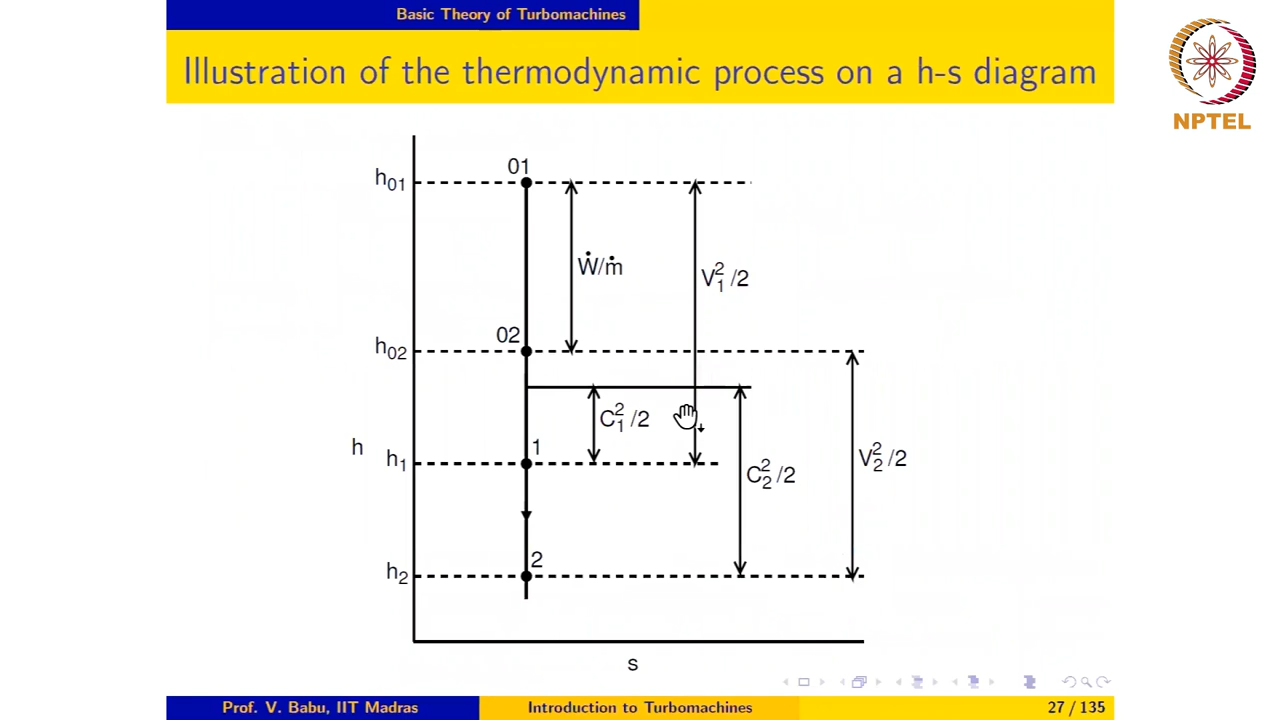 Basic Theory of Turbomachines
Illustration of the thermodynamic process on a h-s diagram
NPTEL
01
h₀₁
Ẇ/ṁ
V₁²/2
02
h₀₂
C₁²/2
h
1
h₁
V₂²/2
C₂²/2
2
h₂
s
Prof. V. Babu, IIT Madras
Introduction to Turbomachines
27 / 135